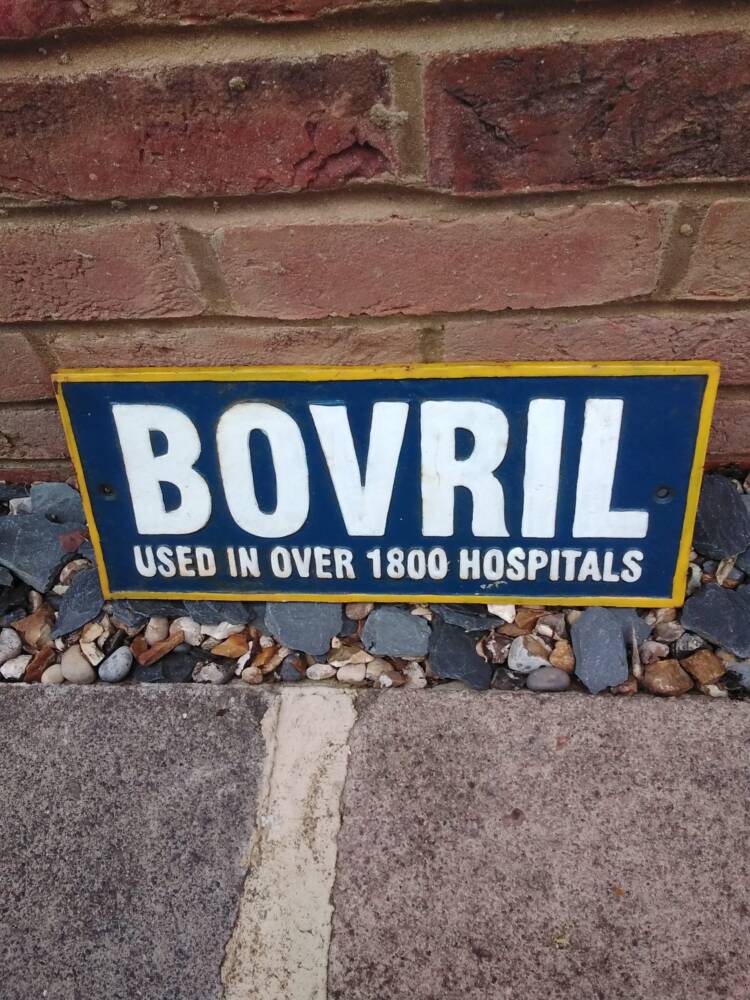 BOVRIL
USED IN OVER 1800 HOSPITALS